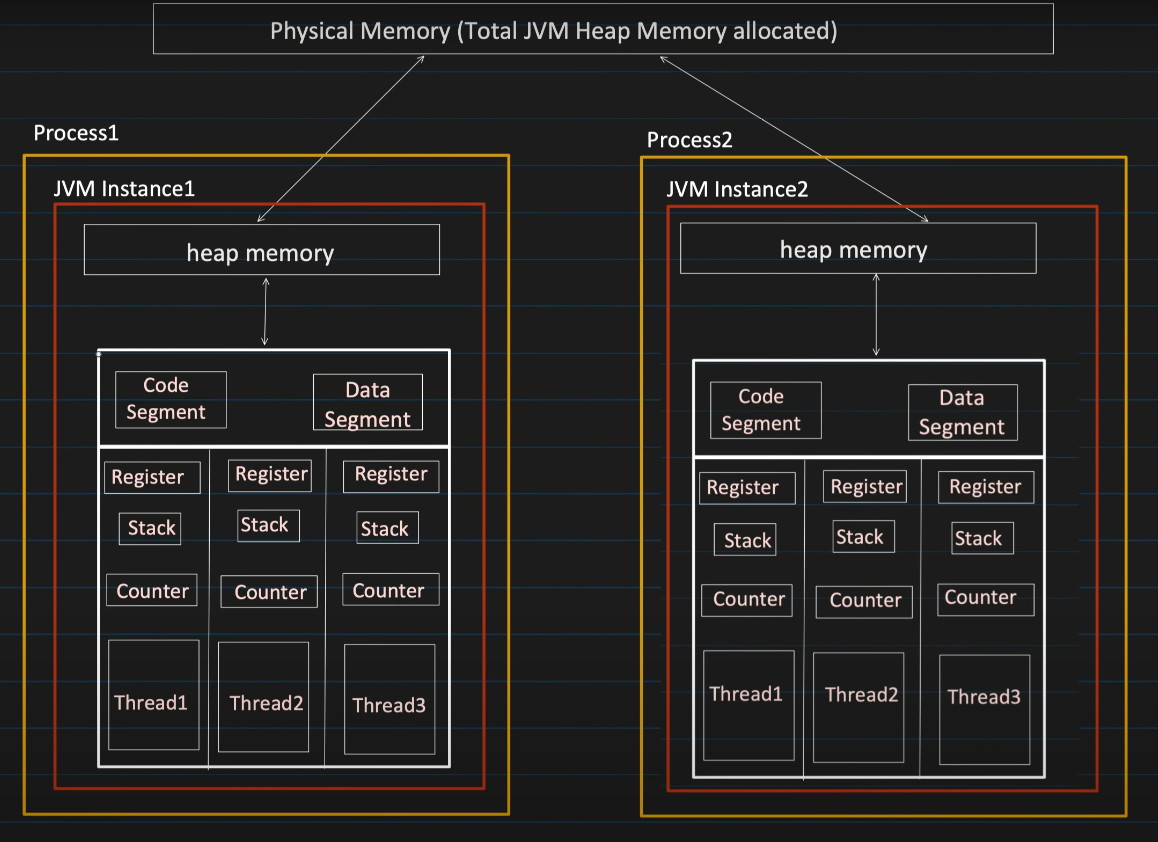 Physical Memory (Total JVM Heap Memory allocated)
Process1
JVM Instance1
heap memory
Code
Segment
Data
Segment
Register
Register
Register
Stack
Stack
Stack
Counter
Counter
Counter
Thread1
Thread2
Thread3
Process2
JVM Instance2
heap memory
Code
Segment
Data
Segment
Register
Register
Register
Stack
Stack
Stack
Counter
Counter
Counter
Thread1
Thread2
Thread3